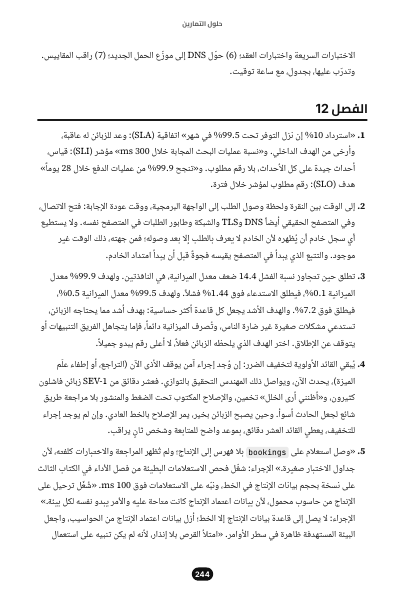 حلول التمارين
الاختبارات السريعة واختبارات العقد؛ (6) حوّل DNS إلى موزّع الحمل الجديد؛ (7) راقب المقاييس.
وتدرّب عليها، بجدول، مع ساعة توقيت.
الفصل 12
1. «استرداد 10% إن نزل التوفر تحت 99.5% في شهر» اتفاقية (SLA): وعد للزبائن له عاقبة،
وأرخى من الهدف الداخلي. و«نسبة عمليات البحث المجابة خلال 300 ms» مؤشر (SLI): قياس،
أحداث جيدة على كل الأحداث، بلا رقم مطلوب. و«تنجح 99.9% من عمليات الدفع خلال 28 يوماً»
هدف (SLO): رقم مطلوب لمؤشر خلال فترة.
2. إلى الوقت بين النقرة ولحظة وصول الطلب إلى الواجهة البرمجية، ووقت عودة الإجابة: فتح الاتصال،
وفي المتصفح الحقيقي أيضاً DNS وTLS والشبكة وطابور الطلبات في المتصفح نفسه. ولا يستطيع
أي سجل خادم أن يُظهره لأن الخادم لا يعرف بالطلب إلا بعد وصوله؛ فمن جهته، ذلك الوقت غير
موجود. والتتبع الذي يبدأ في المتصفح يقيسه فجوةً قبل أن يبدأ امتداد الخادم.
3. تطلق حين تتجاوز نسبة الفشل 14.4 ضعف معدل الميزانية، في النافذتين. ولهدف 99.9% معدل
الميزانية 0.1%، فيطلق الاستدعاء فوق 1.44% فشلاً. ولهدف 99.5% معدل الميزانية 0.5%،
فيطلق فوق 7.2%. والهدف الأشد يجعل كل قاعدة أكثر حساسية: بهدف أشد مما يحتاجه الزبائن،
تستدعي مشكلات صغيرة غير ضارة الناس، وتُصرف الميزانية دائماً، فإما يتجاهل الفريق التنبيهات أو
يتوقف عن الإطلاق. اختر الهدف الذي يلحظه الزبائن فعلاً، لا أعلى رقم يبدو جميلاً.
4. يُبقي القائد الأولوية لتخفيف الضرر: إن وُجد إجراء آمن يوقف الأذى الآن (التراجع، أو إطفاء علَم
الميزة)، يحدث الآن، ويواصل ذلك المهندس التحقيق بالتوازي. فعشر دقائق من SEV-1 زبائن فاشلون
كثيرون، و«أظنني أرى الخلل» تخمين، والإصلاح المكتوب تحت الضغط والمنشور بلا مراجعة طريق
شائع لجعل الحادث أسوأ. وحين يصبح الزبائن بخير، يمر الإصلاح بالخط العادي. وإن لم يوجد إجراء
للتخفيف، يعطي القائد العشر دقائق، بموعد واضح للمتابعة وشخص ثانٍ يراقب.
5. «وصل استعلام على bookings بلا فهرس إلى الإنتاج؛ ولم تُظهر المراجعة والاختبارات كلفته، لأن
جداول الاختبار صغيرة.» الإجراء: شغّل فحص الاستعلامات البطيئة من فصل الأداء في الكتاب الثالث
على نسخة بحجم بيانات الإنتاج في الخط، ونبّه على الاستعلامات فوق 100 ms. «شُغّل ترحيل على
الإنتاج من حاسوب محمول، لأن بيانات اعتماد الإنتاج كانت متاحة عليه والأمر يبدو نفسه لكل بيئة.»
الإجراء: لا يصل إلى قاعدة بيانات الإنتاج إلا الخط؛ أزل بيانات اعتماد الإنتاج من الحواسيب، واجعل
البيئة المستهدفة ظاهرة في سطر الأوامر. «امتلأ القرص بلا إنذار، لأنه لم يكن تنبيه على استعمال
244